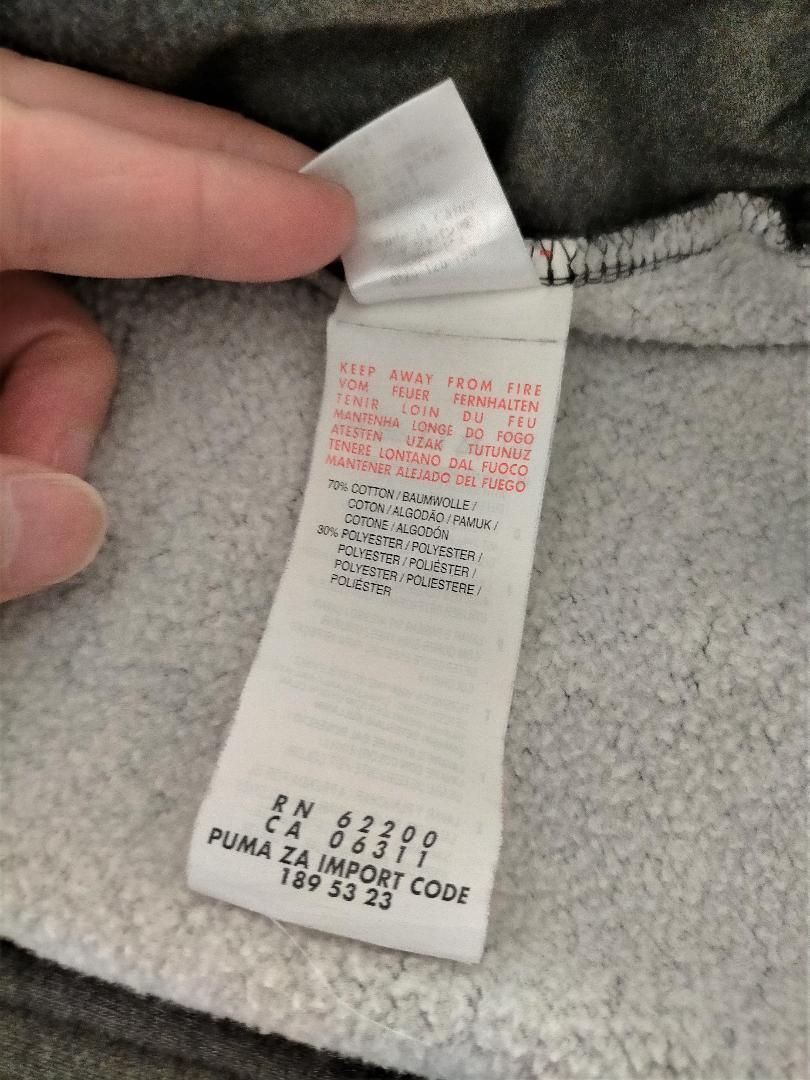 KEEP AWAY FROM FIRE
VOM FEUER FERNHALTEN
TENIR LOIN DU FEU
MANTENHA LONGE DO FOGO
ATESTEN UZAK TUTUNUZ
TENERE LONTANO DAL FUOCO
MANTENER ALEJADO DEL FUEGO
70% COTTON / BAUMWOLLE /
COTON / ALGODÃO / PAMUK /
COTONE / ALGODÓN
30% POLYESTER / POLYESTER /
POLYESTER / POLIÉSTER /
POLYESTER / POLIESTERE /
POLIÉSTER
RN 62200
CA 06311
PUMA ZA IMPORT CODE
189 53 23